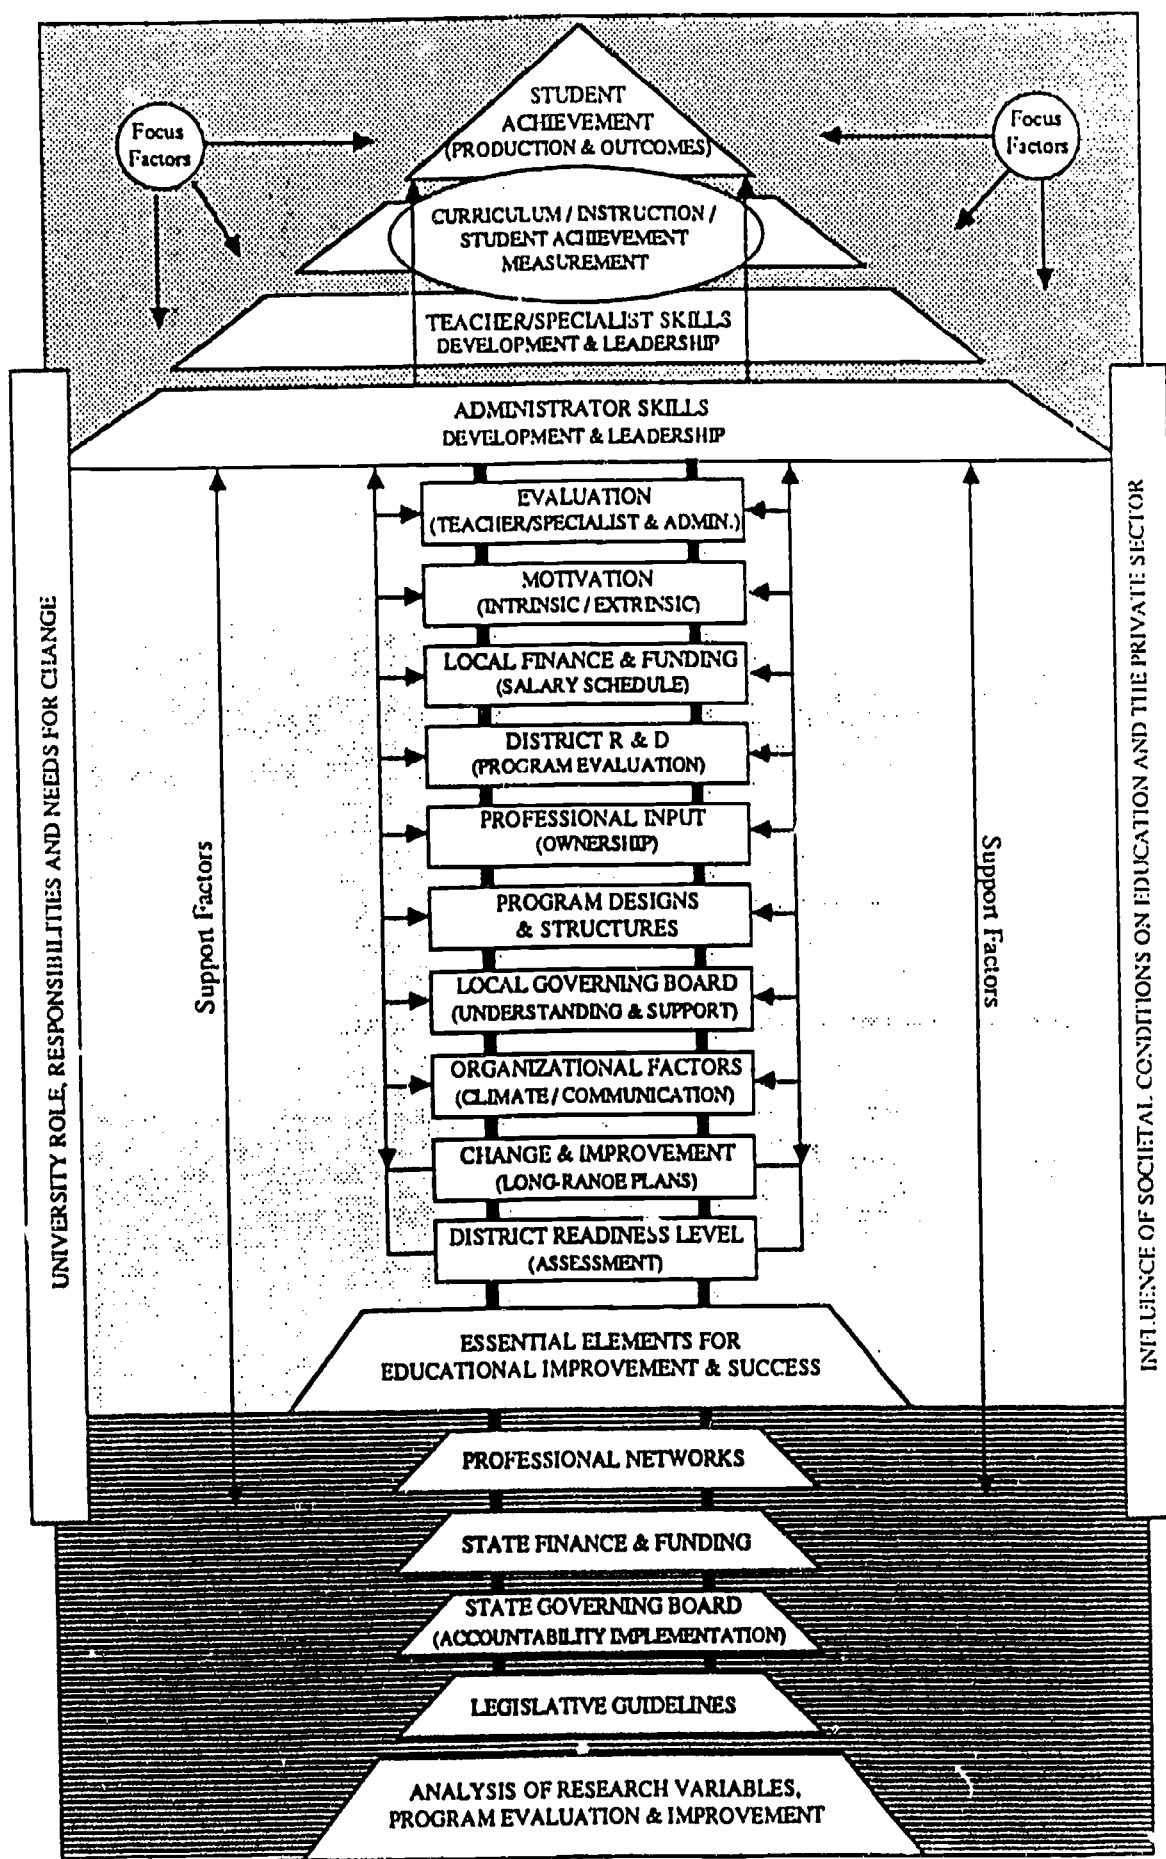 STUDENT
ACHIEVEMENT
(PRODUCTION & OUTCOMES)
Focus
Factors
Focus
Factors
CURRICULUM / INSTRUCTION /
STUDENT ACHIEVEMENT
MEASUREMENT
TEACHER/SPECIALIST SKILLS
DEVELOPMENT & LEADERSHIP
ADMINISTRATOR SKILLS
DEVELOPMENT & LEADERSHIP
UNIVERSITY ROLE, RESPONSIBILITIES AND NEEDS FOR CHANGE
Support Factors
EVALUATION
(TEACHER/SPECIALIST & ADMIN.)
MOTIVATION
(INTRINSIC / EXTRINSIC)
LOCAL FINANCE & FUNDING
(SALARY SCHEDULE)
DISTRICT R & D
(PROGRAM EVALUATION)
PROFESSIONAL INPUT
(OWNERSHIP)
PROGRAM DESIGNS
& STRUCTURES
LOCAL GOVERNING BOARD
(UNDERSTANDING & SUPPORT)
ORGANIZATIONAL FACTORS
(CLIMATE / COMMUNICATION)
CHANGE & IMPROVEMENT
(LONG-RANGE PLANS)
DISTRICT READINESS LEVEL
(ASSESSMENT)
Support Factors
INFLUENCE OF SOCIETAL CONDITIONS ON EDUCATION AND THE PRIVATE SECTOR
ESSENTIAL ELEMENTS FOR
EDUCATIONAL IMPROVEMENT & SUCCESS
PROFESSIONAL NETWORKS
STATE FINANCE & FUNDING
STATE GOVERNING BOARD
(ACCOUNTABILITY IMPLEMENTATION)
LEGISLATIVE GUIDELINES
ANALYSIS OF RESEARCH VARIABLES,
PROGRAM EVALUATION & IMPROVEMENT